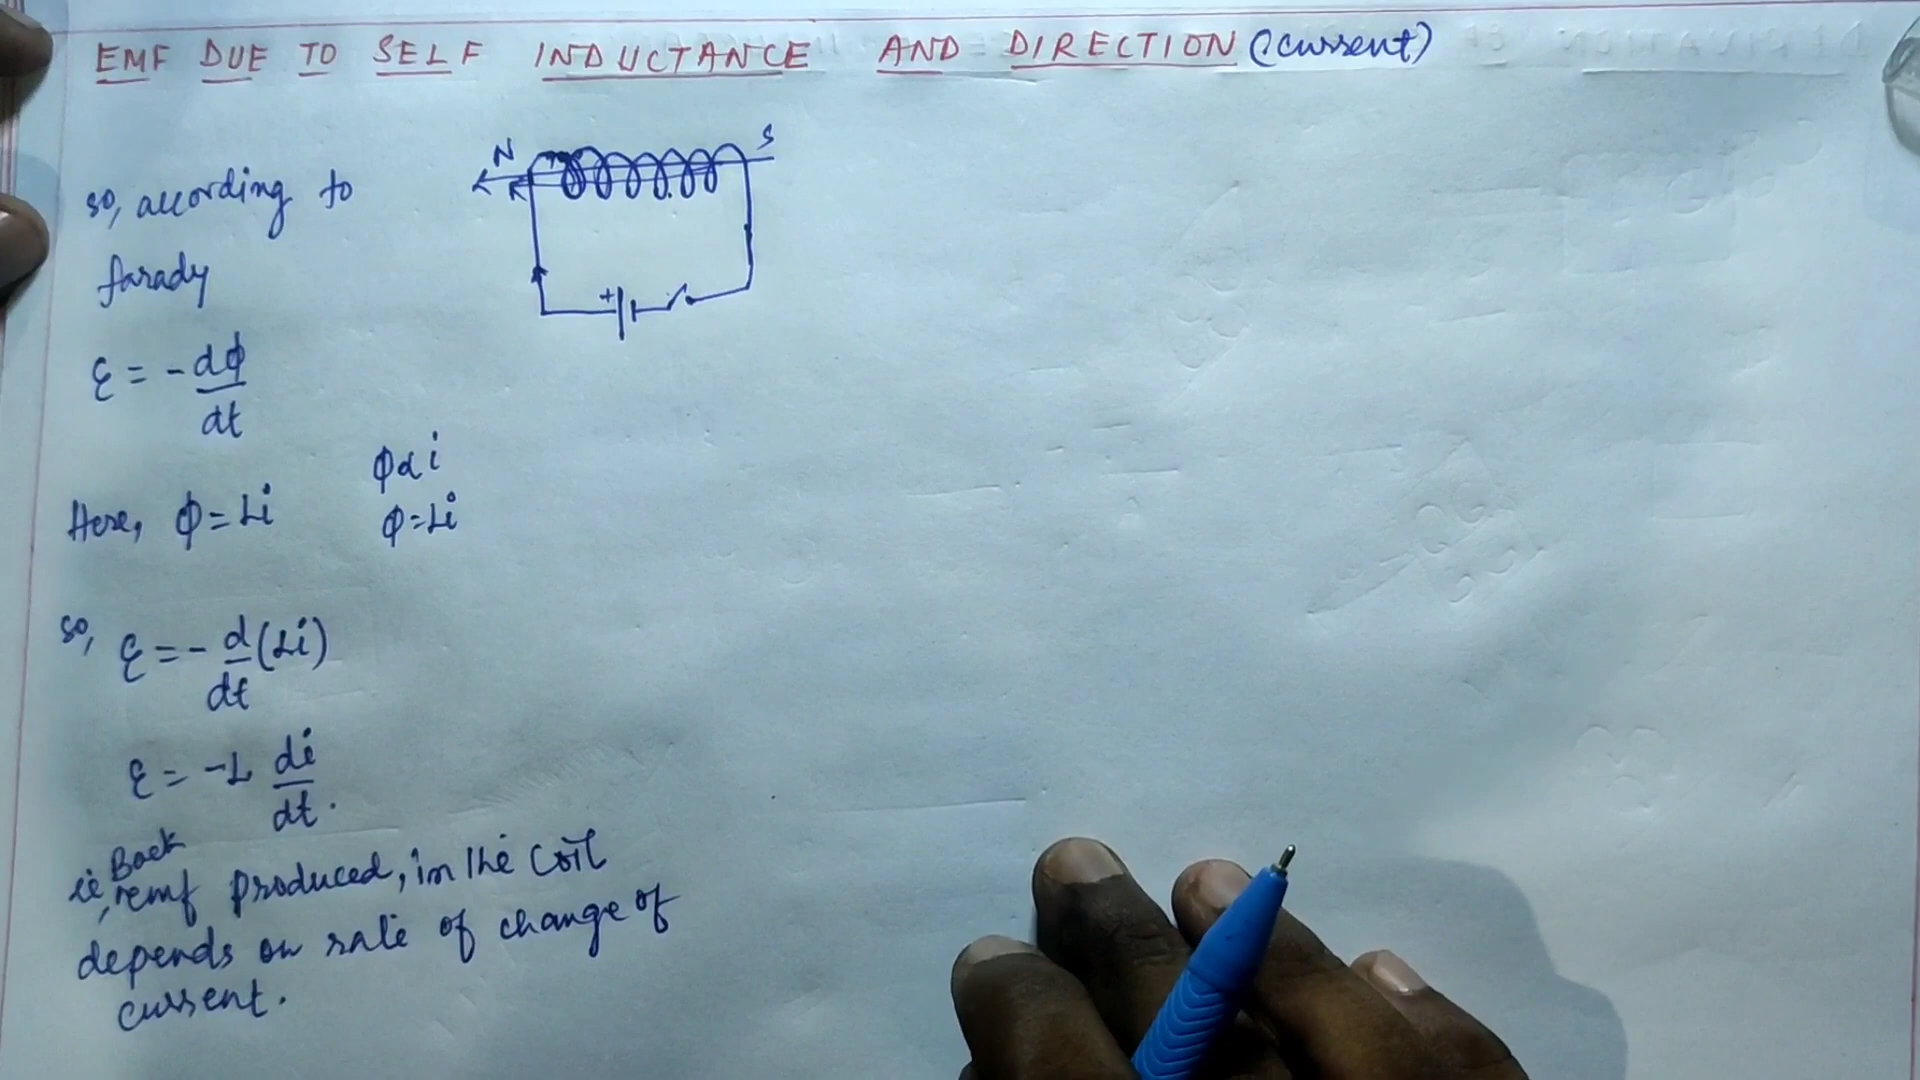 EMF DUE TO SELF INDUCTANCE AND DIRECTION (current)
N S
so, according to
farady
+
ε = - dϕ
dt
ϕ α i
Here, ϕ = Li
ϕ = Li
so, ε = - d (Li)
dt
ε = - L di
dt.
Back
ie, emf produced, in the coil
depends on rate of change of
current.